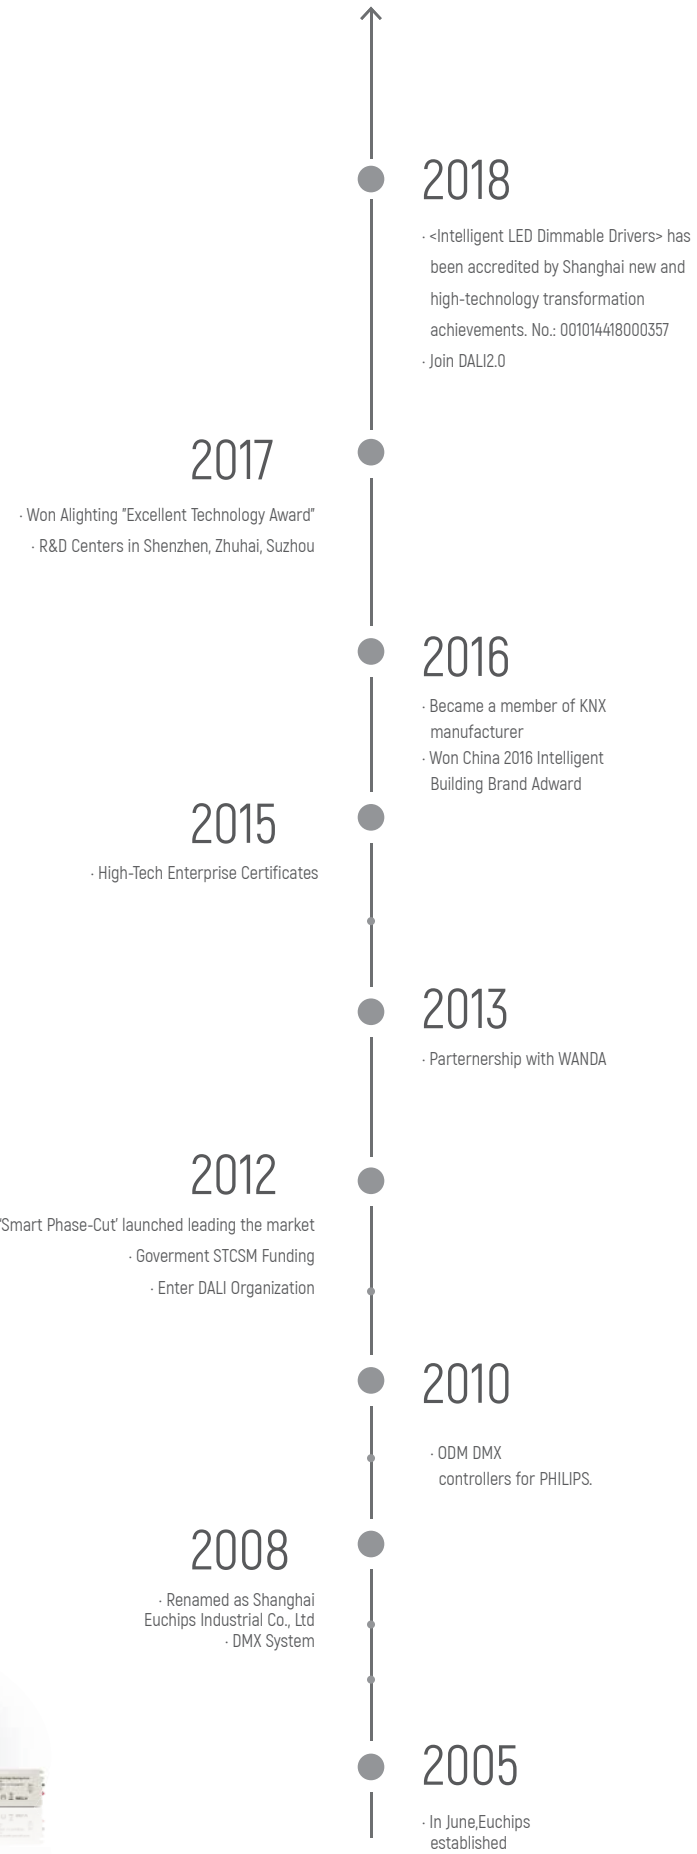 2018
· <Intelligent LED Dimmable Drivers> has
been accredited by Shanghai new and
high-technology transformation
achievements. No.: 001014418000357
· Join DALI2.0
2017
· Won Alighting "Excellent Technology Award"
· R&D Centers in Shenzhen, Zhuhai, Suzhou
2016
· Became a member of KNX
manufacturer
· Won China 2016 Intelligent
Building Brand Adward
2015
· High-Tech Enterprise Certificates
2013
· Parternership with WANDA
2012
'Smart Phase-Cut' launched leading the market
· Goverment STCSM Funding
· Enter DALI Organization
2010
· ODM DMX
controllers for PHILIPS.
2008
· Renamed as Shanghai
Euchips Industrial Co., Ltd
· DMX System
2005
· In June,Euchips
established